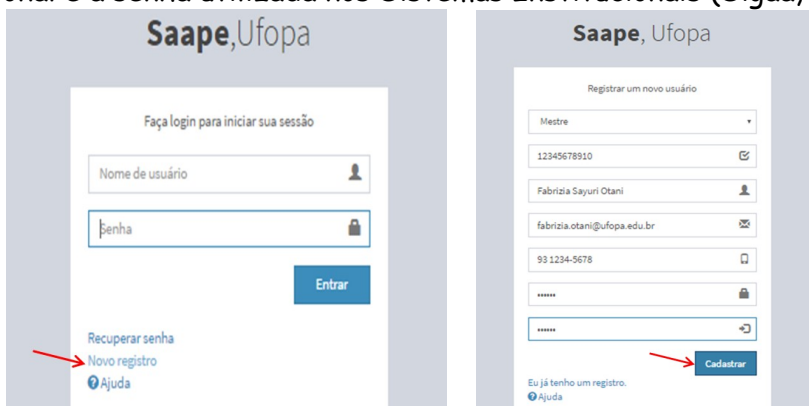 Saape,Ufopa
Faça login para iniciar sua sessão
Nome de usuário
Senha
Entrar
Recuperar senha
Novo registro
Ajuda
Saape, Ufopa
Registrar um novo usuário
Mestre
12345678910
Fabrizia Sayuri Otani
fabrizia.otani@ufopa.edu.br
93 1234-5678
••••••
••••••
Cadastrar
Eu já tenho um registro.
Ajuda